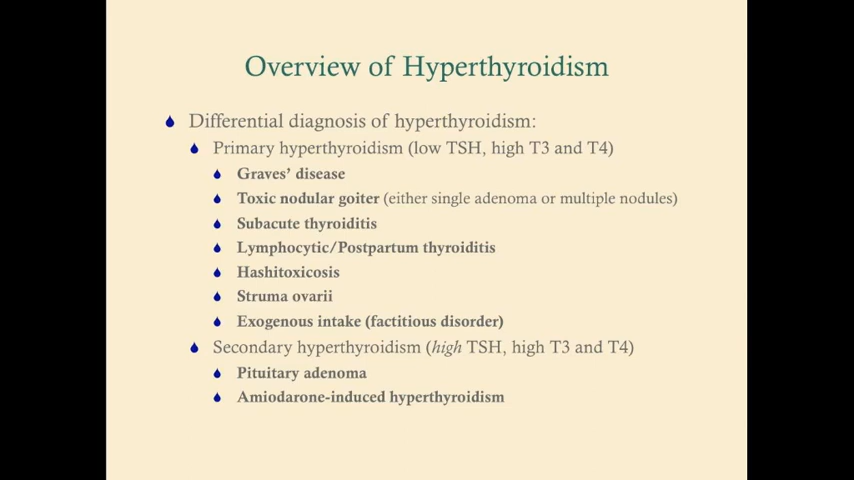 Overview of Hyperthyroidism
Differential diagnosis of hyperthyroidism:
Primary hyperthyroidism (low TSH, high T3 and T4)
Graves’ disease
Toxic nodular goiter (either single adenoma or multiple nodules)
Subacute thyroiditis
Lymphocytic/Postpartum thyroiditis
Hashitoxicosis
Struma ovarii
Exogenous intake (factitious disorder)
Secondary hyperthyroidism (high TSH, high T3 and T4)
Pituitary adenoma
Amiodarone-induced hyperthyroidism